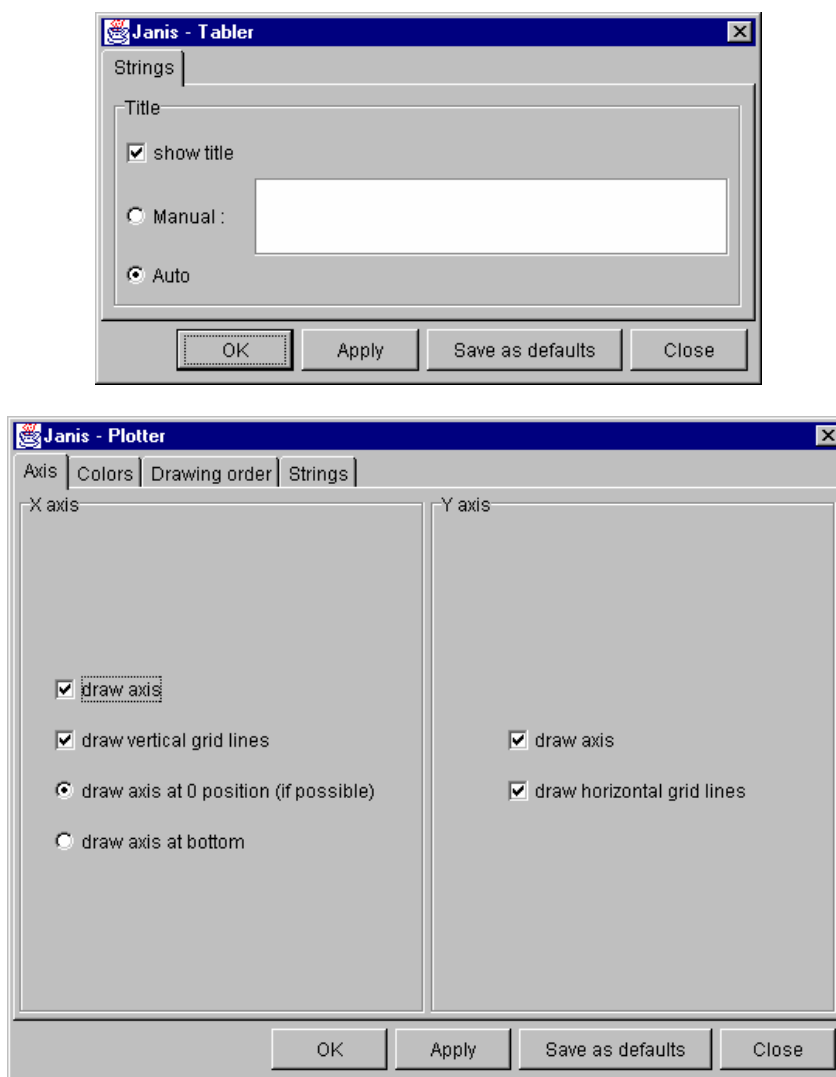 Janis - Tabler
Strings
Title
show title
Manual :
Auto
OK Apply Save as defaults Close
Janis - Plotter
Axis Colors Drawing order Strings
X axis
draw axis
draw vertical grid lines
draw axis at 0 position (if possible)
draw axis at bottom
Y axis
draw axis
draw horizontal grid lines
OK Apply Save as defaults Close